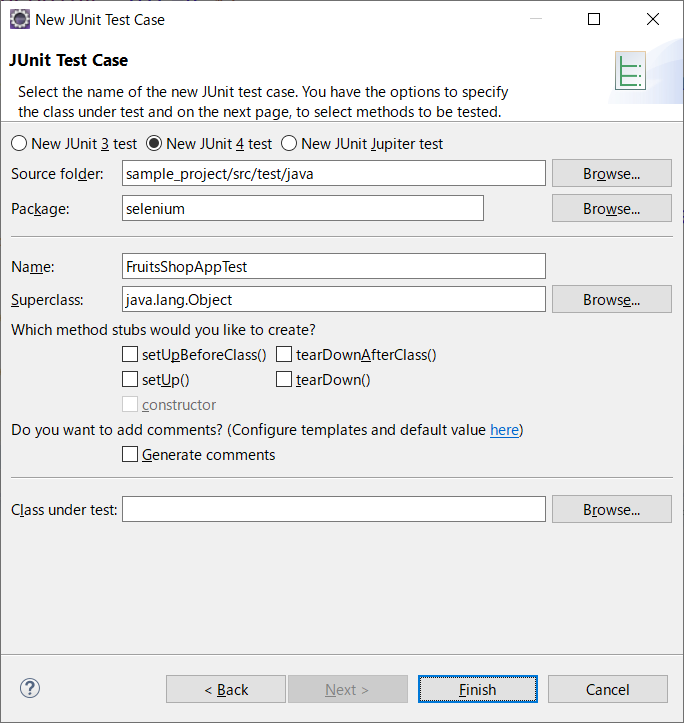 New JUnit Test Case
JUnit Test Case
Select the name of the new JUnit test case. You have the options to specify
the class under test and on the next page, to select methods to be tested.
New JUnit 3 test New JUnit 4 test New JUnit Jupiter test
Source folder: sample_project/src/test/java Browse...
Package: selenium Browse...
Name: FruitsShopAppTest
Superclass: java.lang.Object Browse...
Which method stubs would you like to create?
setUpBeforeClass() tearDownAfterClass()
setUp() tearDown()
constructor
Do you want to add comments? (Configure templates and default value here)
Generate comments
Class under test: Browse...
? < Back Next > Finish Cancel